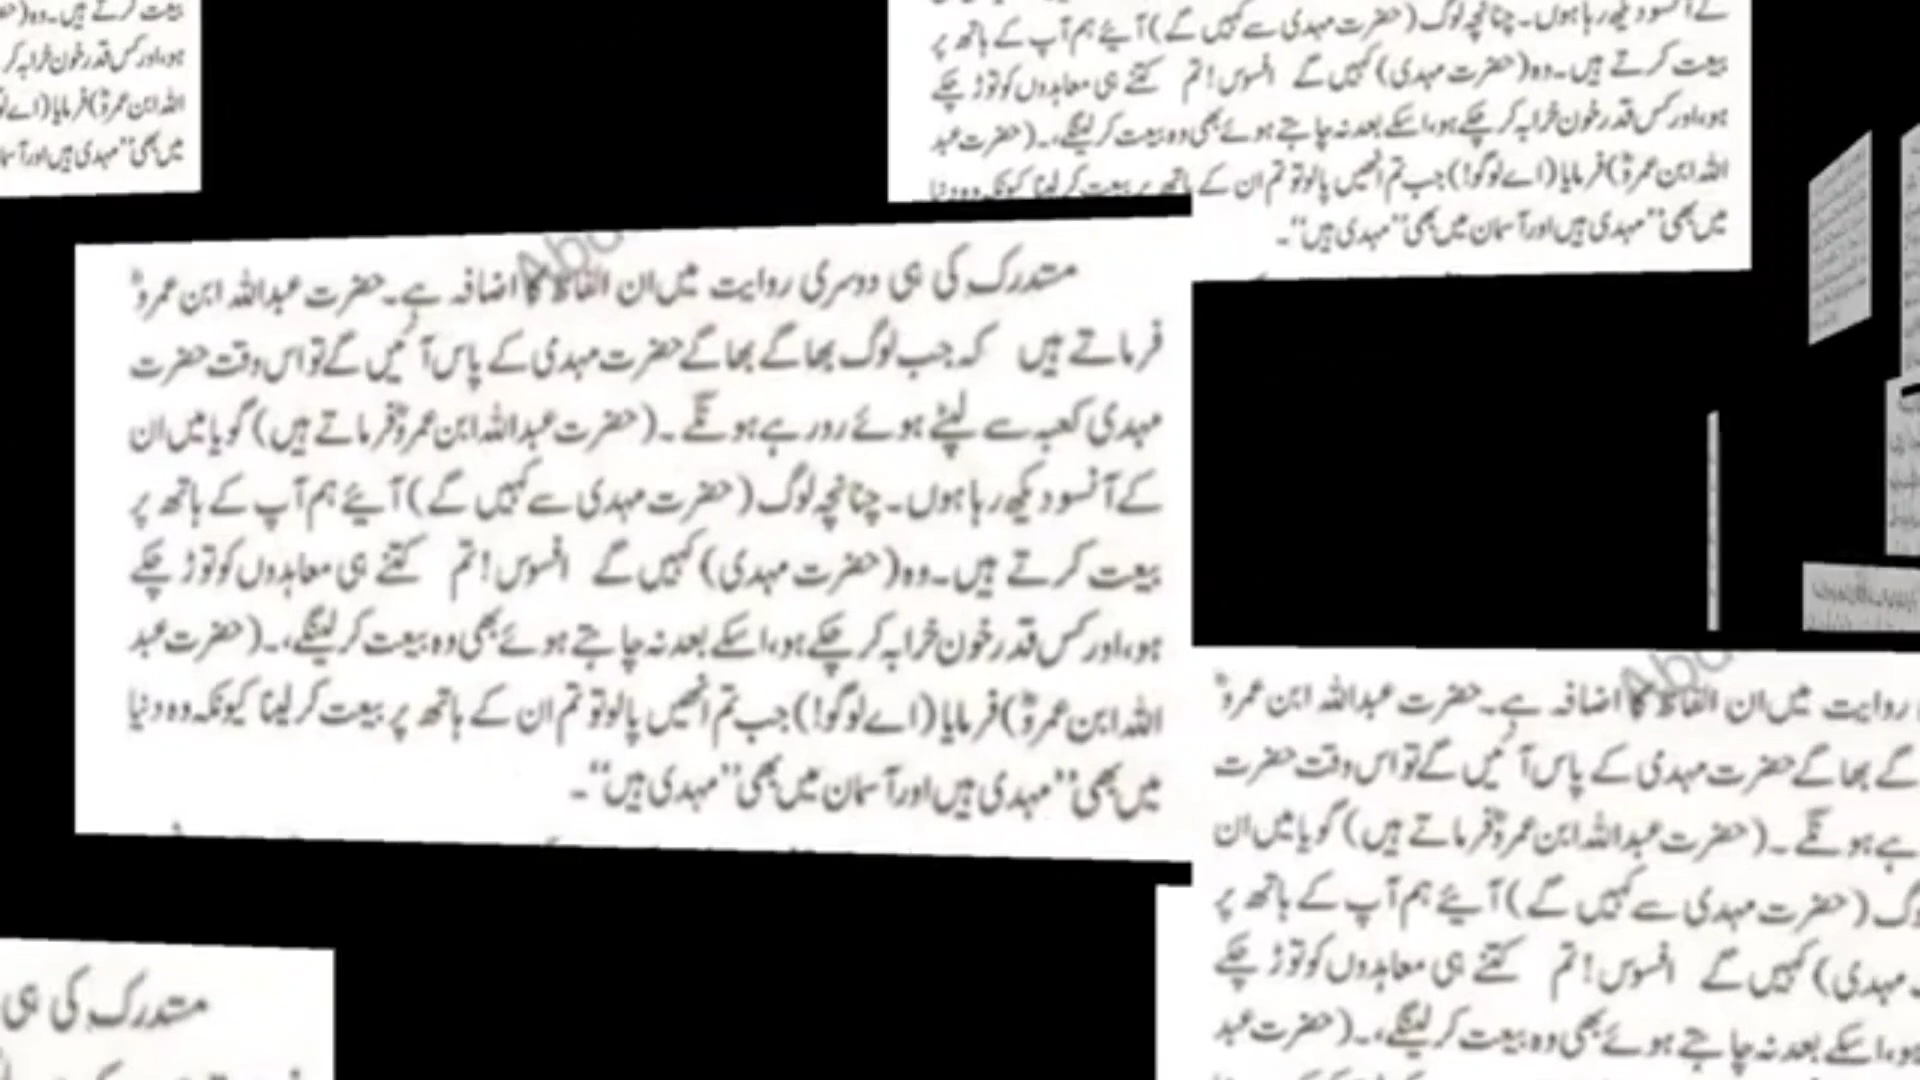 مستدرک کی ہی دوسری روایت میں ان الفاظ کا اضافہ ہے۔ حضرت عبداللہ ابن عمرؓو
فرماتے ہیں کہ جب لوگ بھاگے بھاگے حضرت مہدی کے پاس آئیں گے تو اس وقت حضرت
مہدی کعبہ سے لپٹے ہوئے رو رہے ہونگے۔ (حضرت عبداللہ ابن عمروؓ فرماتے ہیں) گویا میں ان
کے آنسو دیکھ رہا ہوں۔ چنانچہ لوگ (حضرت مہدی سے کہیں گے) آیئے ہم آپ کے ہاتھ پر
بیعت کرتے ہیں۔ وہ (حضرت مہدی) کہیں گے افسوس! تم کتنے ہی معاہدوں کو توڑ چکے
ہو، اور کس قدر خون خرابہ کر چکے ہو، اسکے بعد نہ چاہتے ہوئے بھی وہ بیعت کرلینگے،۔ (حضرت عبد
اللہ ابن عمروؓ) فرمایا (اے لوگو!) جب تم انھیں پالو تو تم ان کے ہاتھ پر بیعت کرلینا کیونکہ وہ دنیا
میں بھی "مہدی ہیں اور آسمان میں بھی" مہدی ہیں"۔